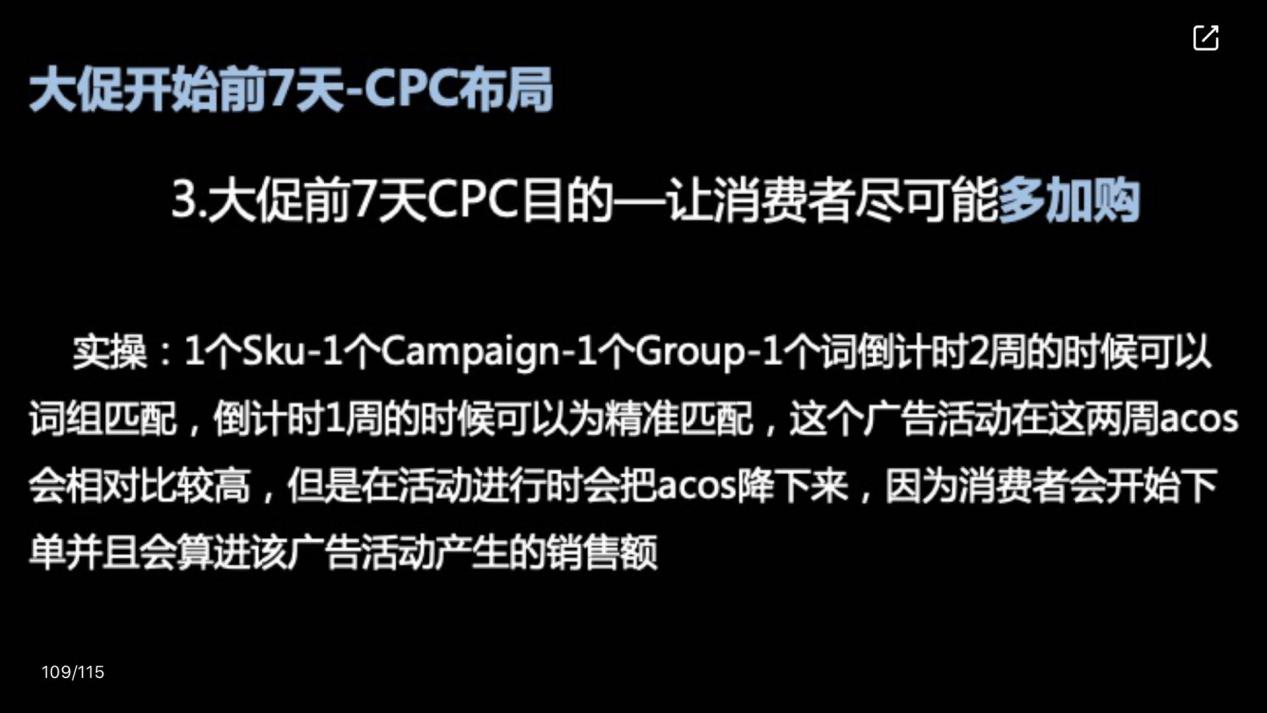 大促开始前7天-CPC布局
3.大促前7天CPC目的—让消费者尽可能多加购
实操：1个Sku-1个Campaign-1个Group-1个词倒计时2周的时候可以
词组匹配，倒计时1周的时候可以为精准匹配，这个广告活动在这两周acos
会相对比较高，但是在活动进行时会把acos降下来，因为消费者会开始下
单并且会算进该广告活动产生的销售额
109/115